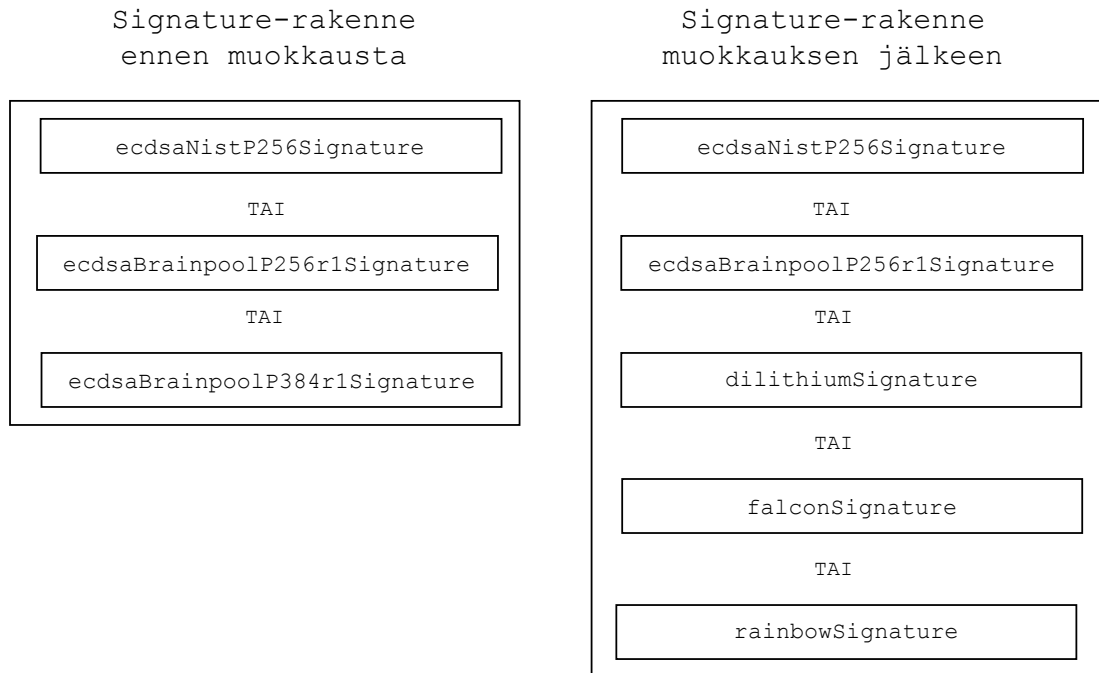 Signature-rakenne
ennen muokkausta
ecdsaNistP256Signature
TAI
ecdsaBrainpoolP256r1Signature
TAI
ecdsaBrainpoolP384r1Signature
Signature-rakenne
muokkauksen jälkeen
ecdsaNistP256Signature
TAI
ecdsaBrainpoolP256r1Signature
TAI
dilithiumSignature
TAI
falconSignature
TAI
rainbowSignature